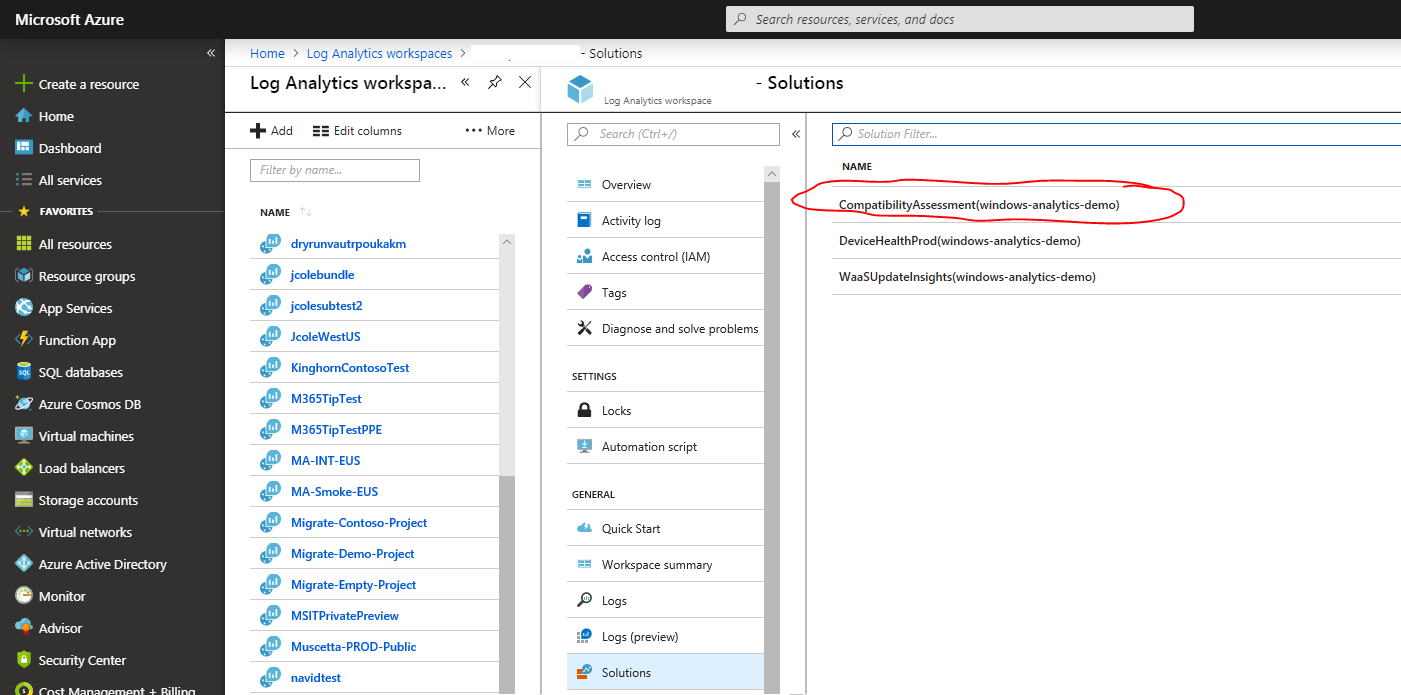 Microsoft Azure
Search resources, services, and docs
«
Create a resource
Home
Dashboard
All services
FAVORITES
All resources
Resource groups
App Services
Function App
SQL databases
Azure Cosmos DB
Virtual machines
Load balancers
Storage accounts
Virtual networks
Azure Active Directory
Monitor
Advisor
Security Center
Cost Management + Billing
Home > Log Analytics workspaces > - Solutions
Log Analytics workspa... «
Add Edit columns ••• More
Filter by name...
NAME ↑↓
dryrunvautrpoukakm
jcolebundle
jcolesubtest2
JcoleWestUS
KinghornContosoTest
M365TipTest
M365TipTestPPE
MA-INT-EUS
MA-Smoke-EUS
Migrate-Contoso-Project
Migrate-Demo-Project
Migrate-Empty-Project
MSITPrivatePreview
Muscetta-PROD-Public
navidtest
- Solutions
Log Analytics workspace
Search (Ctrl+/) «
Overview
Activity log
Access control (IAM)
Tags
Diagnose and solve problems
SETTINGS
Locks
Automation script
GENERAL
Quick Start
Workspace summary
Logs
Logs (preview)
Solutions
Solution Filter...
NAME
CompatibilityAssessment(windows-analytics-demo)
DeviceHealthProd(windows-analytics-demo)
WaaSUpdateInsights(windows-analytics-demo)